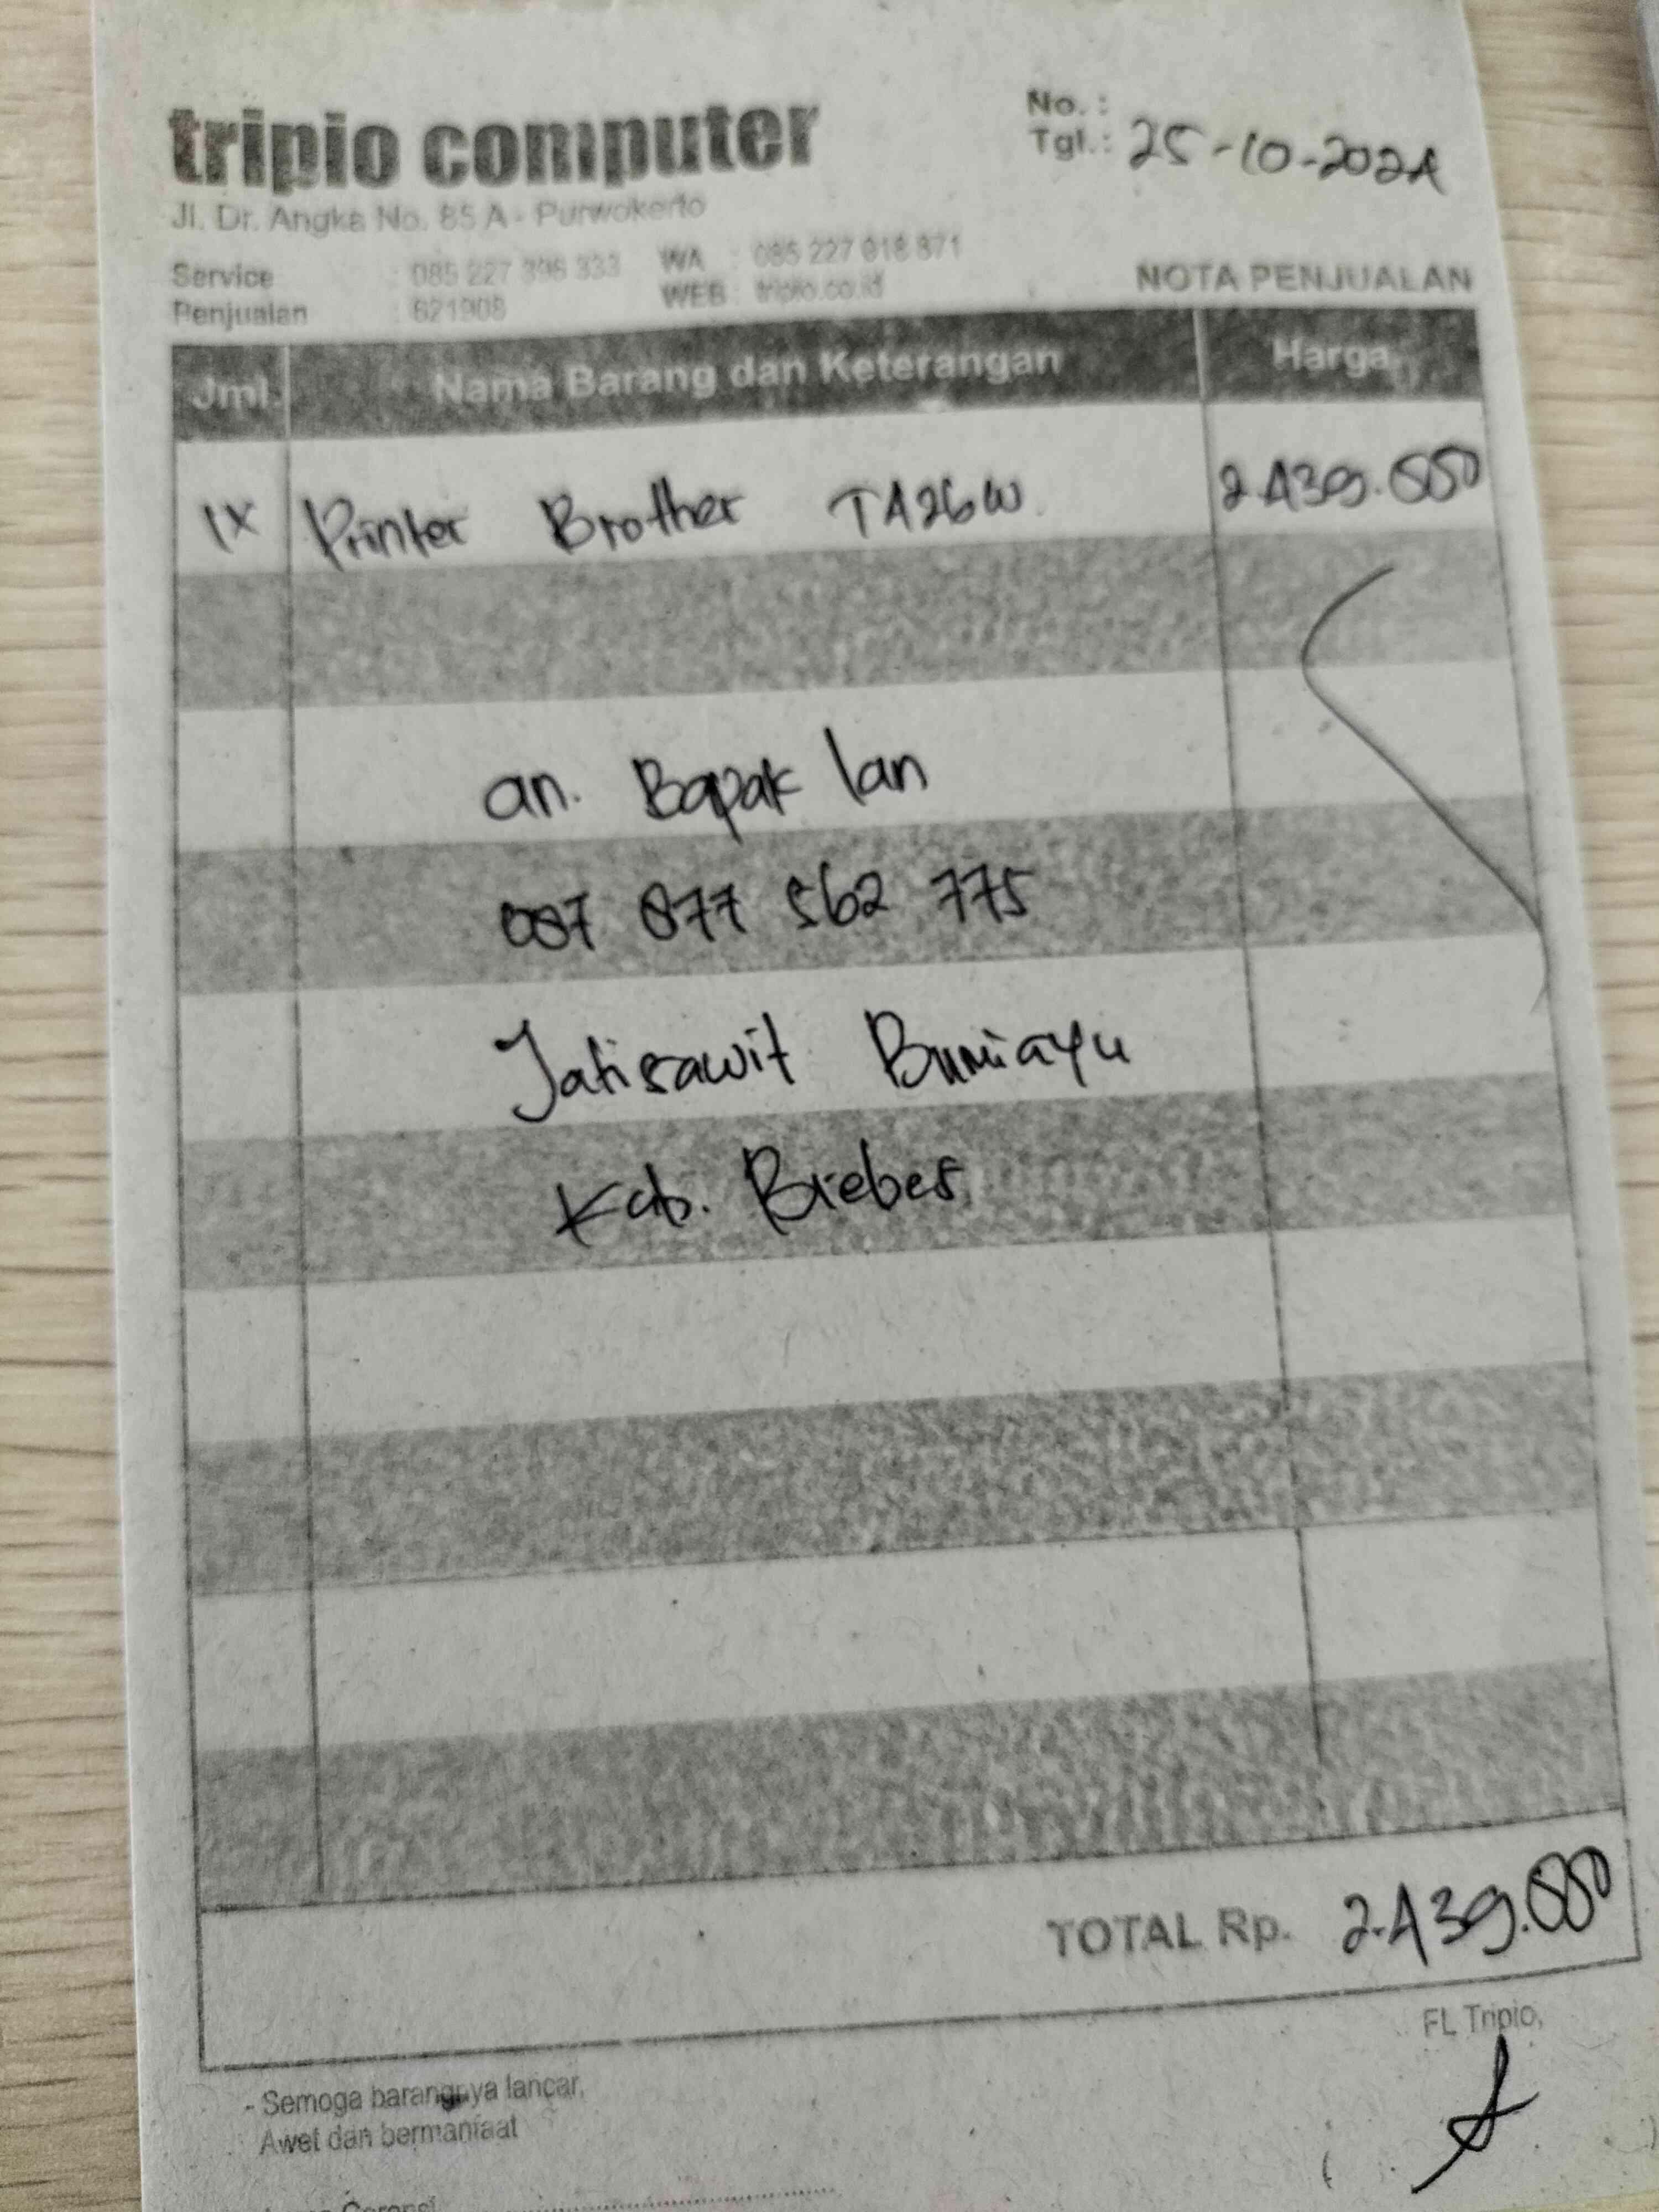 tripio computer
No. :
Tgl. : 25-10-2024
Jl. Dr. Angka No. 85 A - Purwokerto
Service : 085 227 396 333 WA : 085 227 818 871
Penjualan : 621908 WEB : tripio.co.id
NOTA PENJUALAN
Jml. Nama Barang dan Keterangan Harga
1x Printer Brother T426W 2.439.000
an. Bapak Ian
087 877 562 775
Jatisawit Bumiayu
Kab. Brebes
TOTAL Rp. 2.439.000
FL Tripio,
- Semoga barangnya lancar,
Awet dan bermanfaat
Garansi